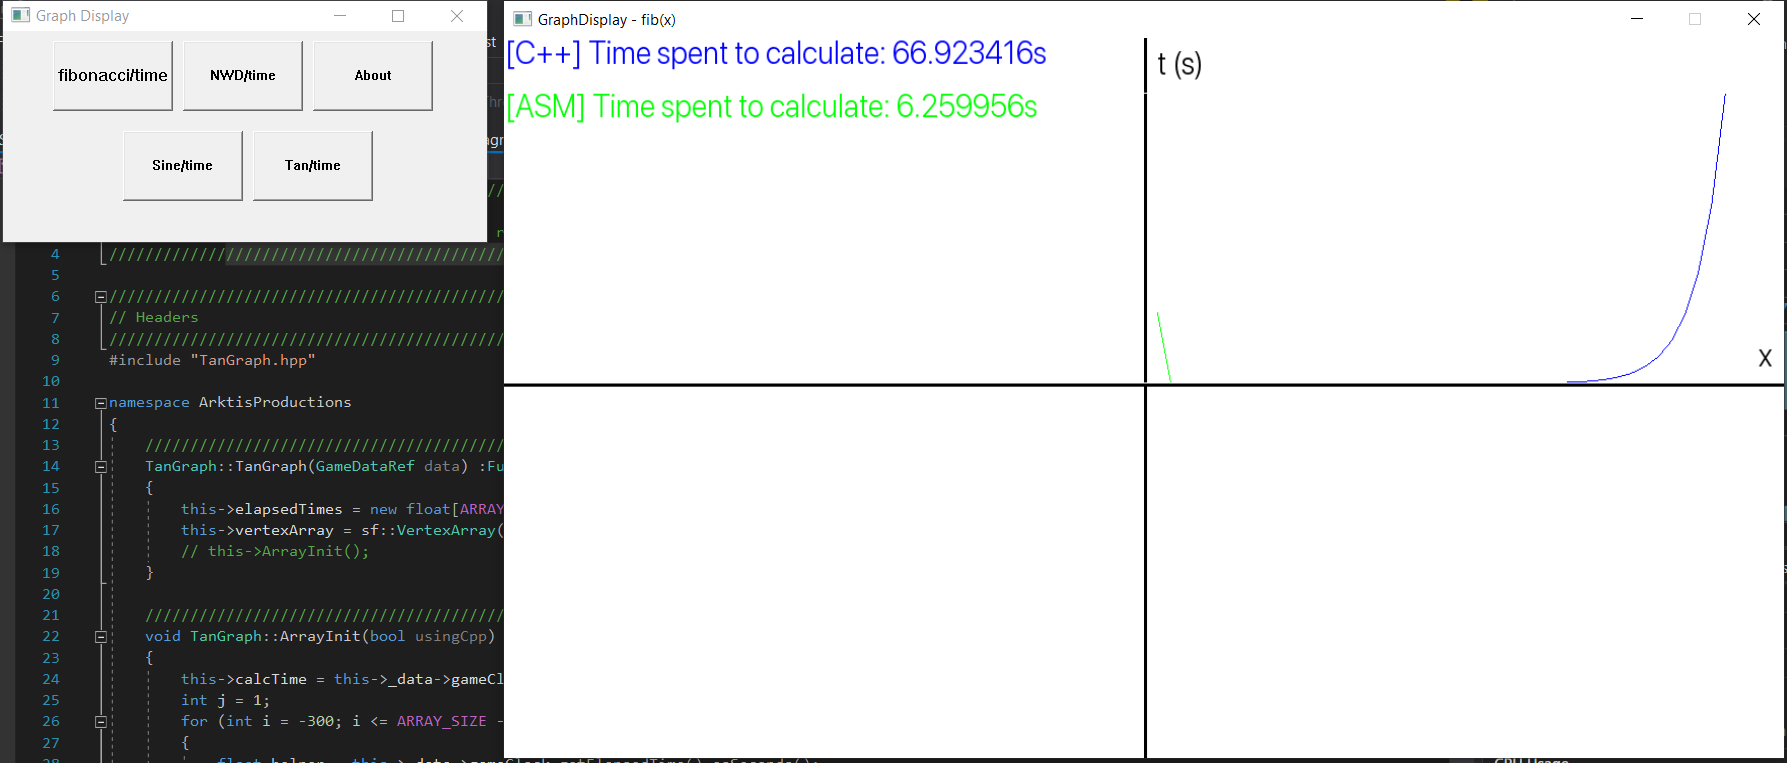 Graph Display
fibonacci/time
NWD/time
About
Sine/time
Tan/time
GraphDisplay - fib(x)
[C++] Time spent to calculate: 66.923416s
[ASM] Time spent to calculate: 6.259956s
t (s)
X
4 /////////////////////////////////////////////
5
6 /////////////////////////////////////////////
7 // Headers
8 /////////////////////////////////////////////
9 #include "TanGraph.hpp"
10
11 namespace ArktisProductions
12 {
13 /////////////////////////////////////////
14 TanGraph::TanGraph(GameDataRef data) :Fu
15 {
16 this->elapsedTimes = new float[ARRAY
17 this->vertexArray = sf::VertexArray(
18 // this->ArrayInit();
19 }
20
21 /////////////////////////////////////////
22 void TanGraph::ArrayInit(bool usingCpp)
23 {
24 this->calcTime = this->_data->gameCl
25 int j = 1;
26 for (int i = -300; i <= ARRAY_SIZE -
27 {